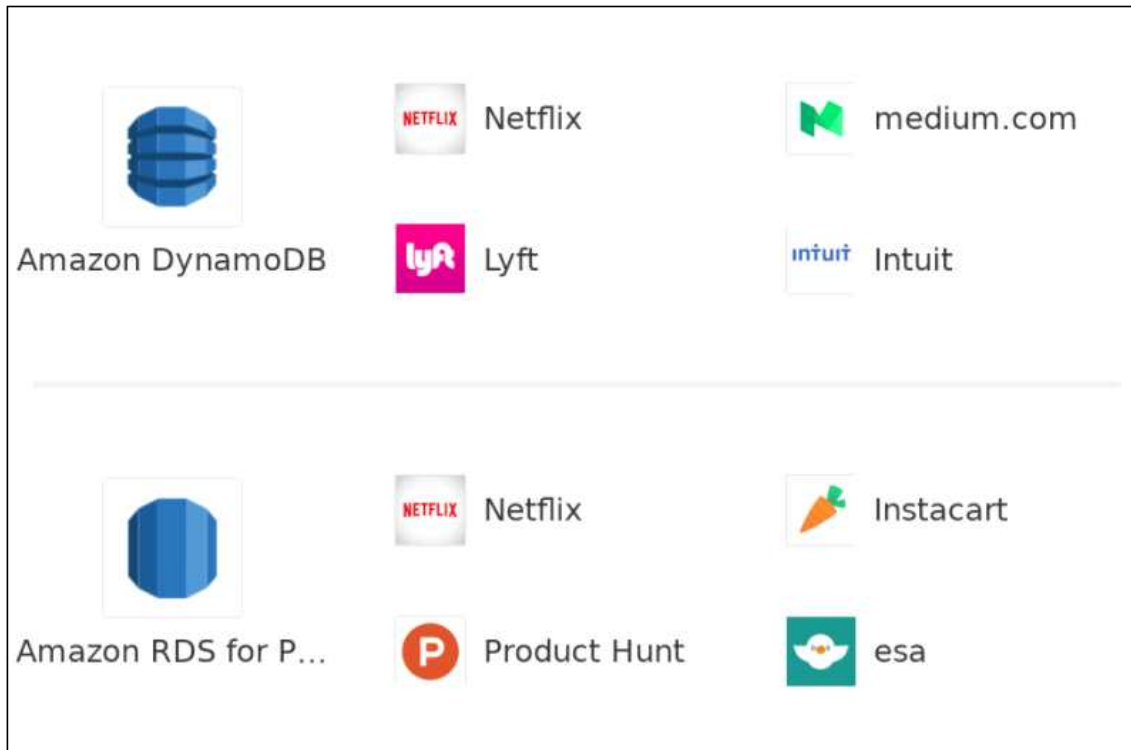 NETFLIX Netflix
medium.com
Amazon DynamoDB
lyft Lyft
intuit Intuit
NETFLIX Netflix
Instacart
Amazon RDS for P...
P Product Hunt
esa